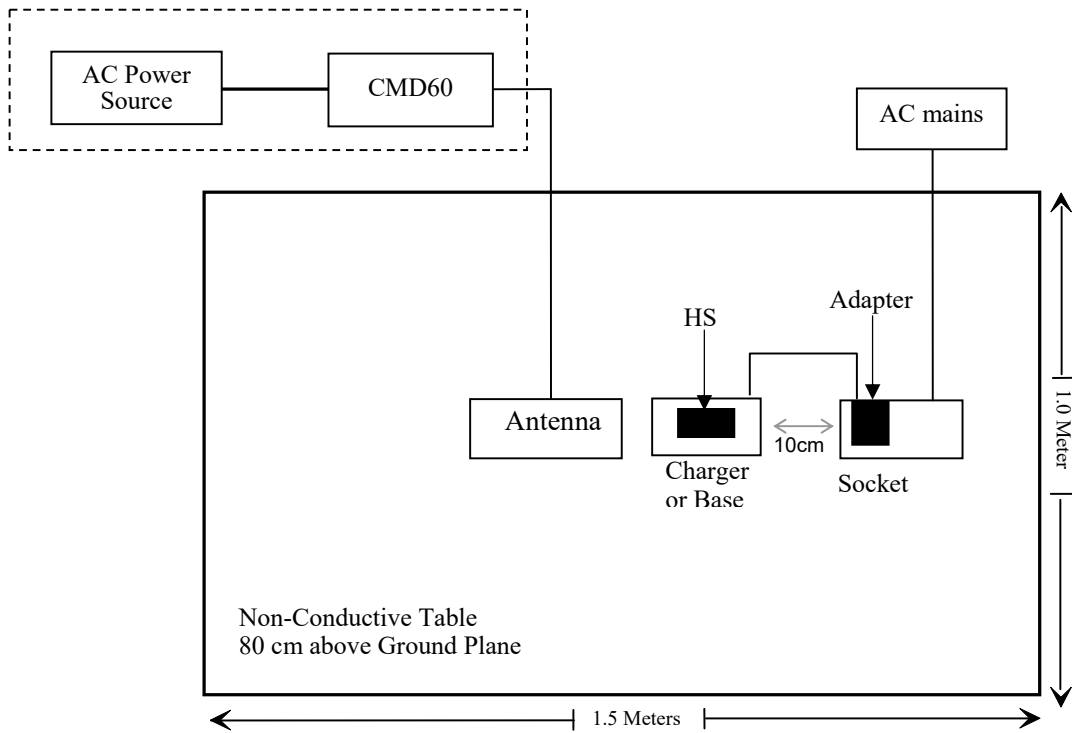 AC Power
Source
CMD60
AC mains
Adapter
HS
Antenna
10cm
Charger
or Base
Socket
1.0 Meter
Non-Conductive Table
80 cm above Ground Plane
1.5 Meters